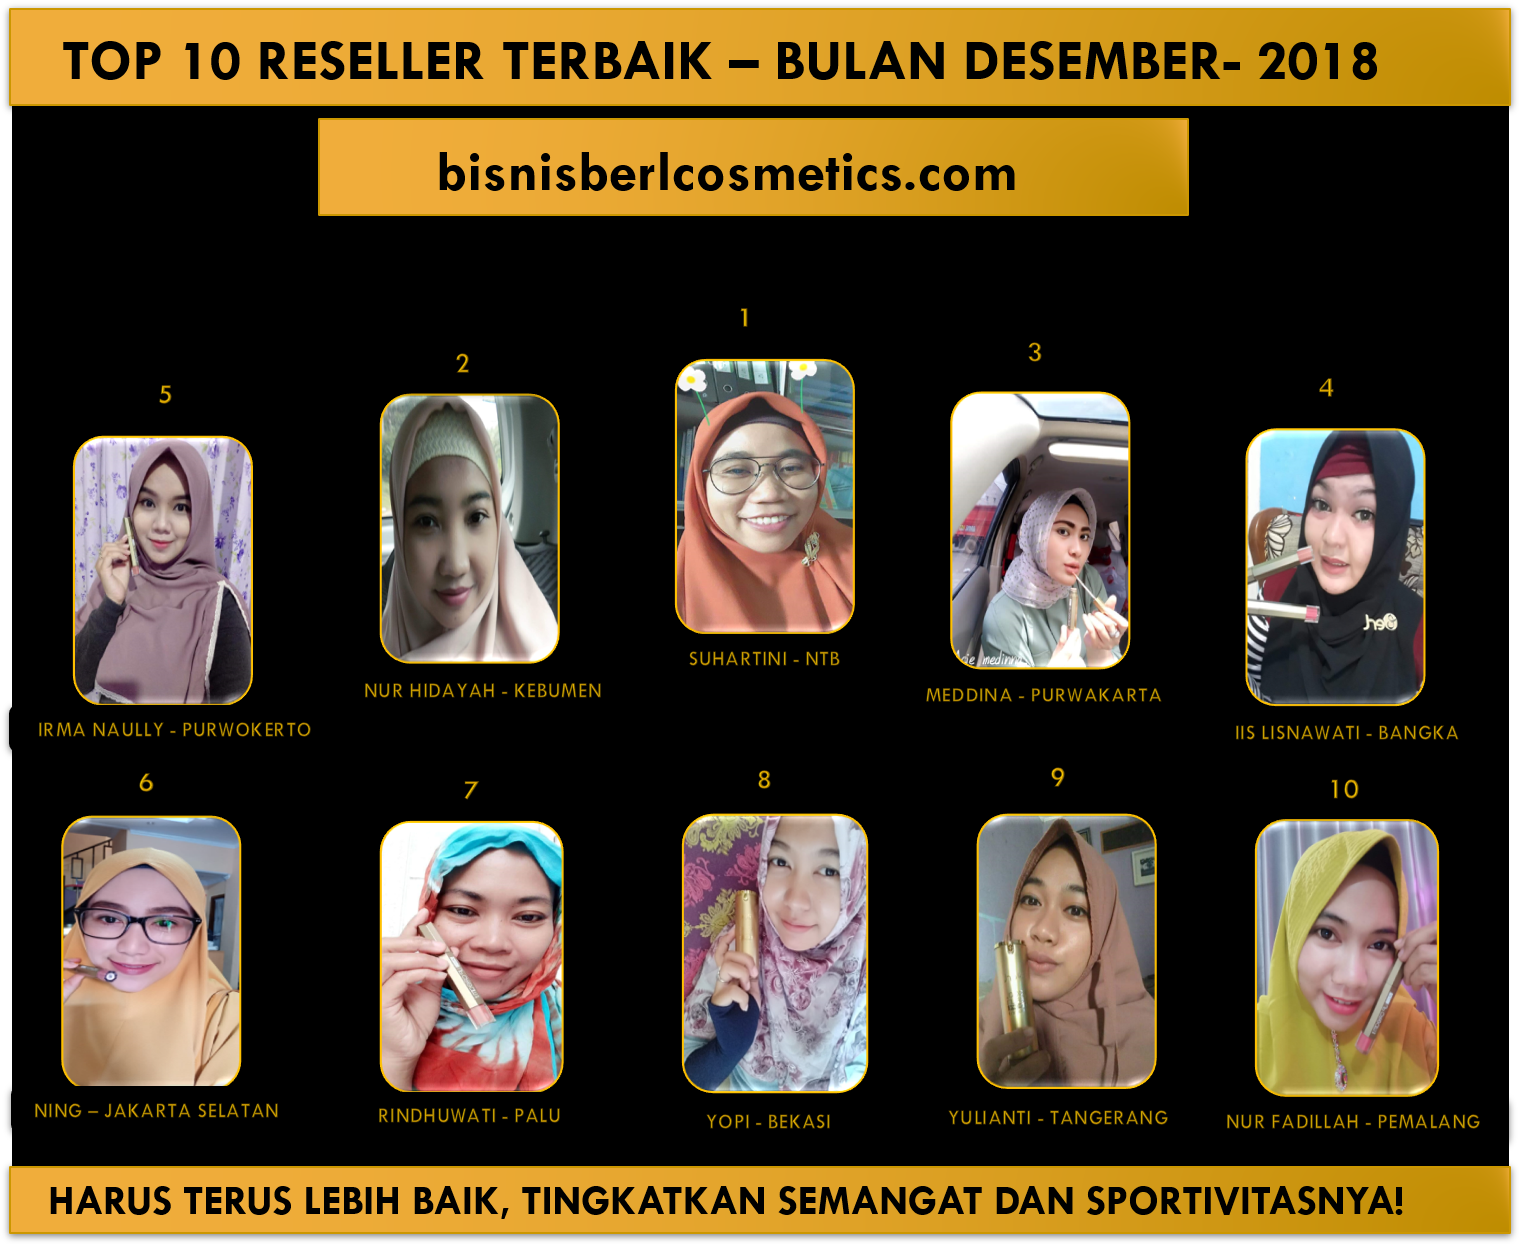 TOP 10 RESELLER TERBAIK – BULAN DESEMBER- 2018
bisnisberlcosmetics.com
1
SUHARTINI - NTB
2
NUR HIDAYAH - KEBUMEN
3
MEDDINA - PURWAKARTA
4
IIS LISNAWATI - BANGKA
5
IRMA NAULLY - PURWOKERTO
6
NING – JAKARTA SELATAN
7
RINDHUWATI - PALU
8
YOPI - BEKASI
9
YULIANTI - TANGERANG
10
NUR FADILLAH - PEMALANG
HARUS TERUS LEBIH BAIK, TINGKATKAN SEMANGAT DAN SPORTIVITASNYA!